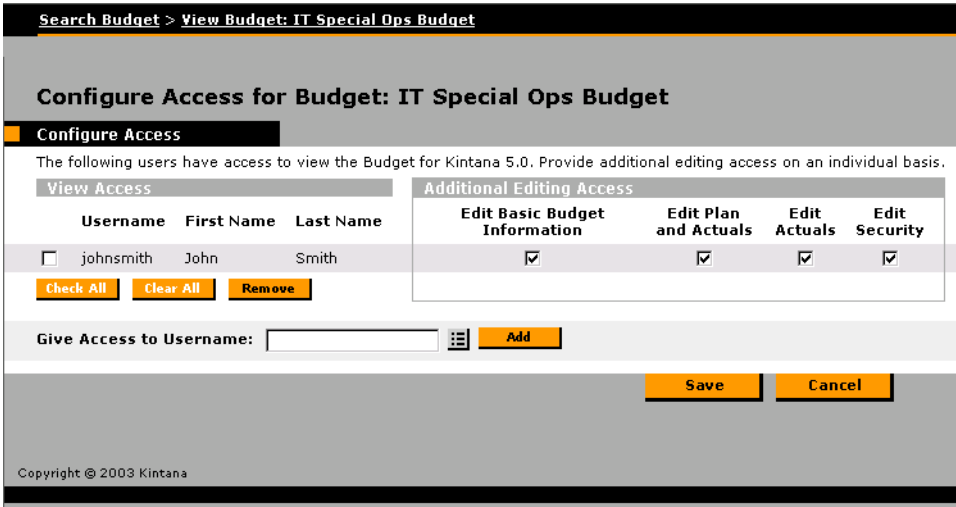 Search Budget > View Budget: IT Special Ops Budget
Configure Access for Budget: IT Special Ops Budget
Configure Access
The following users have access to view the Budget for Kintana 5.0. Provide additional editing access on an individual basis.
View Access
Additional Editing Access
Username First Name Last Name
Edit Basic Budget
Information
Edit Plan
and Actuals
Edit
Actuals
Edit
Security
johnsmith John Smith
Check All Clear All Remove
Give Access to Username: Add
Save Cancel
Copyright © 2003 Kintana